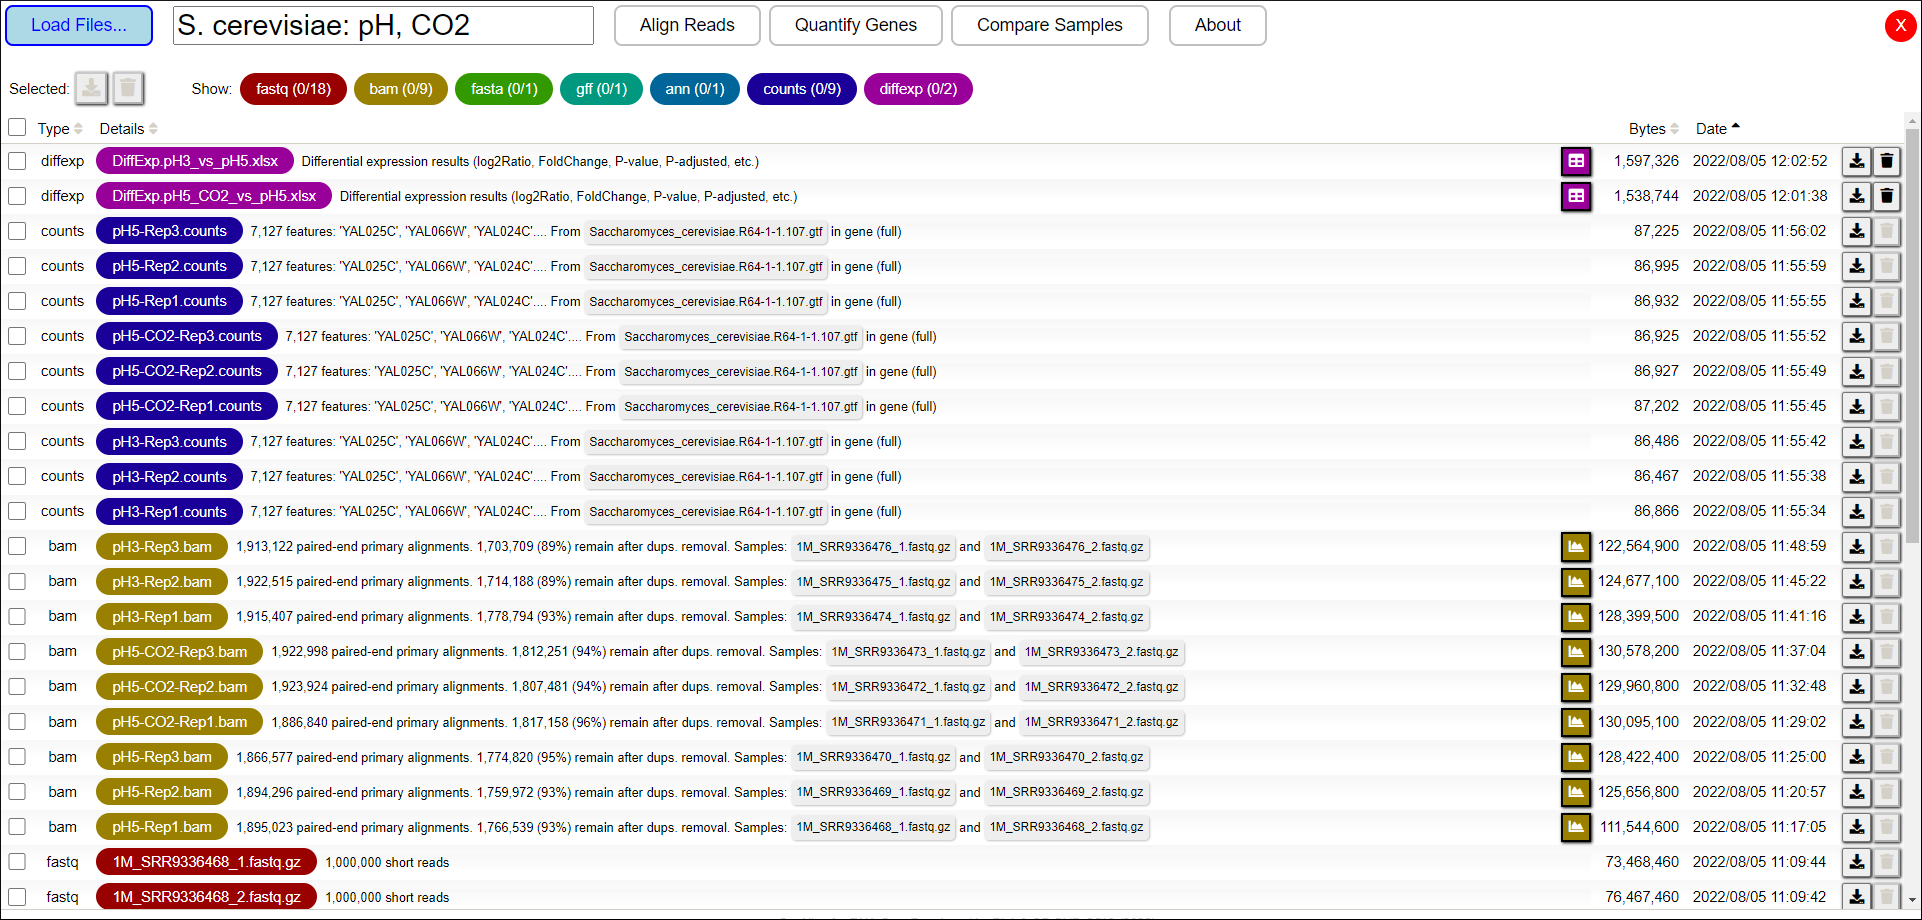 Load Files... S. cerevisiae: pH, CO2 Align Reads Quantify Genes Compare Samples About X
Selected: Show: fastq (0/18) bam (0/9) fasta (0/1) gff (0/1) ann (0/1) counts (0/9) diffexp (0/2)
Type Details Bytes Date
diffexp DiffExp.pH3_vs_pH5.xlsx Differential expression results (log2Ratio, FoldChange, P-value, P-adjusted, etc.) 1,597,326 2022/08/05 12:02:52
diffexp DiffExp.pH5_CO2_vs_pH5.xlsx Differential expression results (log2Ratio, FoldChange, P-value, P-adjusted, etc.) 1,538,744 2022/08/05 12:01:38
counts pH5-Rep3.counts 7,127 features: 'YAL025C', 'YAL066W', 'YAL024C'.... From Saccharomyces_cerevisiae.R64-1-1.107.gtf in gene (full) 87,225 2022/08/05 11:56:02
counts pH5-Rep2.counts 7,127 features: 'YAL025C', 'YAL066W', 'YAL024C'.... From Saccharomyces_cerevisiae.R64-1-1.107.gtf in gene (full) 86,995 2022/08/05 11:55:59
counts pH5-Rep1.counts 7,127 features: 'YAL025C', 'YAL066W', 'YAL024C'.... From Saccharomyces_cerevisiae.R64-1-1.107.gtf in gene (full) 86,932 2022/08/05 11:55:55
counts pH5-CO2-Rep3.counts 7,127 features: 'YAL025C', 'YAL066W', 'YAL024C'.... From Saccharomyces_cerevisiae.R64-1-1.107.gtf in gene (full) 86,925 2022/08/05 11:55:52
counts pH5-CO2-Rep2.counts 7,127 features: 'YAL025C', 'YAL066W', 'YAL024C'.... From Saccharomyces_cerevisiae.R64-1-1.107.gtf in gene (full) 86,927 2022/08/05 11:55:49
counts pH5-CO2-Rep1.counts 7,127 features: 'YAL025C', 'YAL066W', 'YAL024C'.... From Saccharomyces_cerevisiae.R64-1-1.107.gtf in gene (full) 87,202 2022/08/05 11:55:45
counts pH3-Rep3.counts 7,127 features: 'YAL025C', 'YAL066W', 'YAL024C'.... From Saccharomyces_cerevisiae.R64-1-1.107.gtf in gene (full) 86,486 2022/08/05 11:55:42
counts pH3-Rep2.counts 7,127 features: 'YAL025C', 'YAL066W', 'YAL024C'.... From Saccharomyces_cerevisiae.R64-1-1.107.gtf in gene (full) 86,467 2022/08/05 11:55:38
counts pH3-Rep1.counts 7,127 features: 'YAL025C', 'YAL066W', 'YAL024C'.... From Saccharomyces_cerevisiae.R64-1-1.107.gtf in gene (full) 86,866 2022/08/05 11:55:34
bam pH3-Rep3.bam 1,913,122 paired-end primary alignments. 1,703,709 (89%) remain after dups. removal. Samples: 1M_SRR9336476_1.fastq.gz and 1M_SRR9336476_2.fastq.gz 122,564,900 2022/08/05 11:48:59
bam pH3-Rep2.bam 1,922,515 paired-end primary alignments. 1,714,188 (89%) remain after dups. removal. Samples: 1M_SRR9336475_1.fastq.gz and 1M_SRR9336475_2.fastq.gz 124,677,100 2022/08/05 11:45:22
bam pH3-Rep1.bam 1,915,407 paired-end primary alignments. 1,778,794 (93%) remain after dups. removal. Samples: 1M_SRR9336474_1.fastq.gz and 1M_SRR9336474_2.fastq.gz 128,399,500 2022/08/05 11:41:16
bam pH5-CO2-Rep3.bam 1,922,998 paired-end primary alignments. 1,812,251 (94%) remain after dups. removal. Samples: 1M_SRR9336473_1.fastq.gz and 1M_SRR9336473_2.fastq.gz 130,578,200 2022/08/05 11:37:04
bam pH5-CO2-Rep2.bam 1,923,924 paired-end primary alignments. 1,807,481 (94%) remain after dups. removal. Samples: 1M_SRR9336472_1.fastq.gz and 1M_SRR9336472_2.fastq.gz 129,960,800 2022/08/05 11:32:48
bam pH5-CO2-Rep1.bam 1,886,840 paired-end primary alignments. 1,817,158 (96%) remain after dups. removal. Samples: 1M_SRR9336471_1.fastq.gz and 1M_SRR9336471_2.fastq.gz 130,095,100 2022/08/05 11:29:02
bam pH5-Rep3.bam 1,866,577 paired-end primary alignments. 1,774,820 (95%) remain after dups. removal. Samples: 1M_SRR9336470_1.fastq.gz and 1M_SRR9336470_2.fastq.gz 128,422,400 2022/08/05 11:25:00
bam pH5-Rep2.bam 1,894,296 paired-end primary alignments. 1,759,972 (93%) remain after dups. removal. Samples: 1M_SRR9336469_1.fastq.gz and 1M_SRR9336469_2.fastq.gz 125,656,800 2022/08/05 11:20:57
bam pH5-Rep1.bam 1,895,023 paired-end primary alignments. 1,766,539 (93%) remain after dups. removal. Samples: 1M_SRR9336468_1.fastq.gz and 1M_SRR9336468_2.fastq.gz 111,544,600 2022/08/05 11:17:05
fastq 1M_SRR9336468_1.fastq.gz 1,000,000 short reads 73,468,460 2022/08/05 11:09:44
fastq 1M_SRR9336468_2.fastq.gz 1,000,000 short reads 76,467,460 2022/08/05 11:09:42